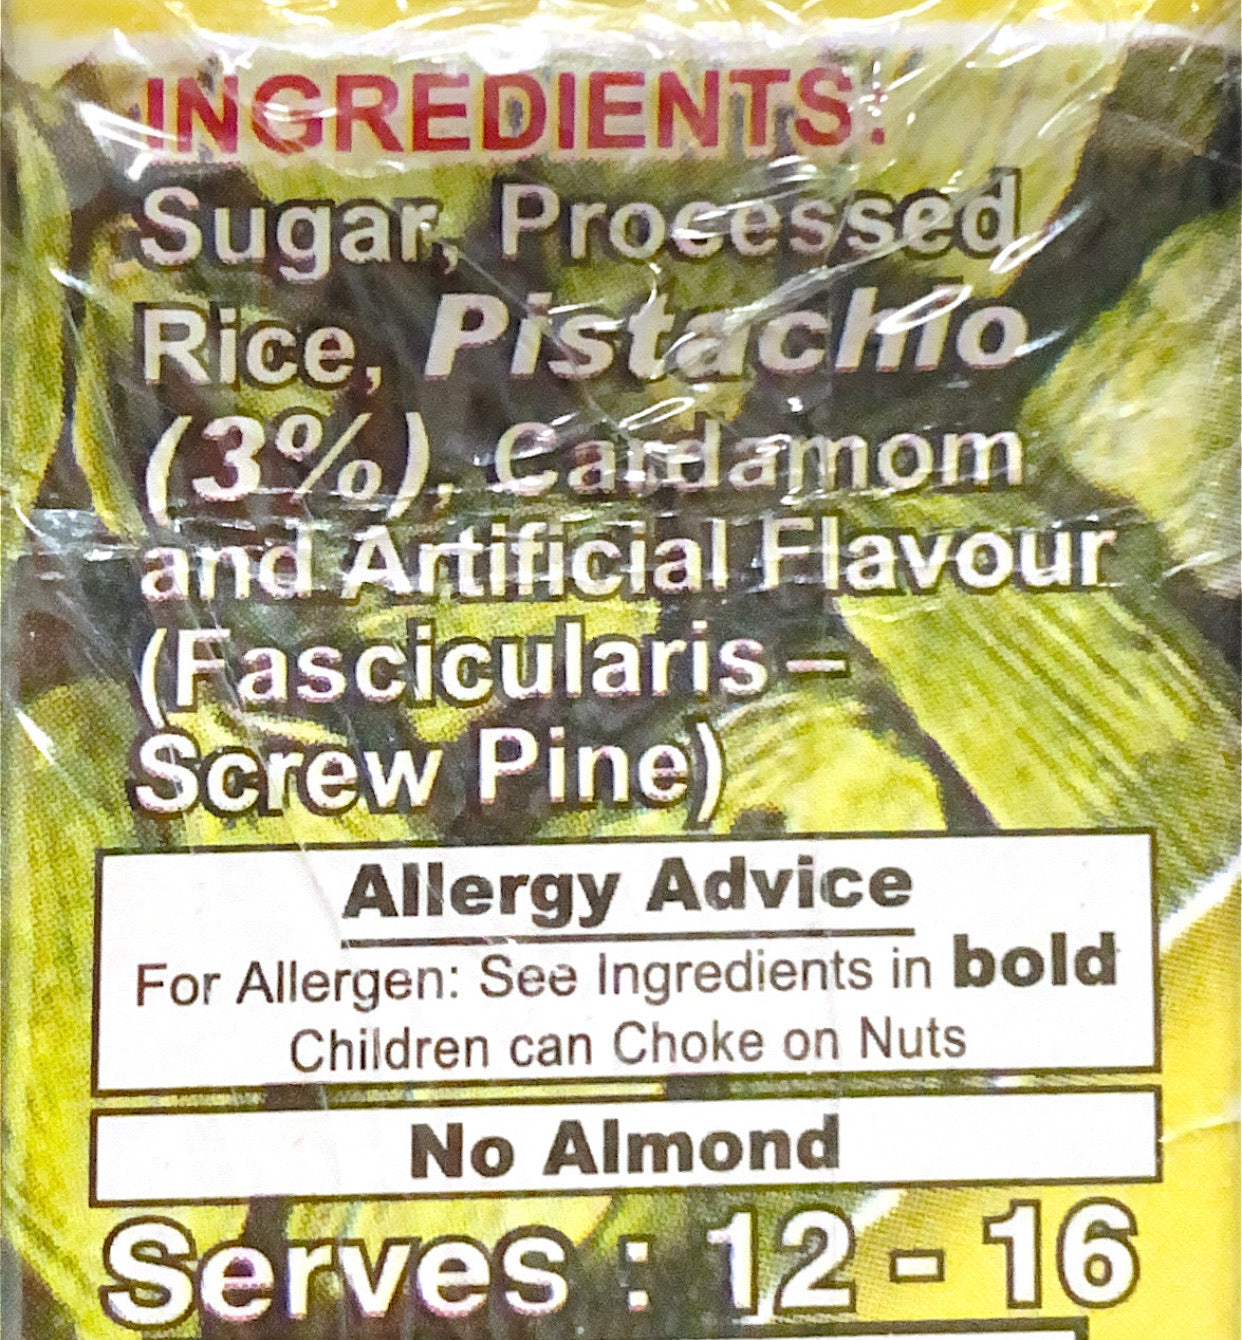 INGREDIENTS:
Sugar, Processed
Rice, Pistachio
(3%), Cardamom
and Artificial Flavour
(Fascicularis –
Screw Pine)
Allergy Advice
For Allergen: See Ingredients in bold
Children can Choke on Nuts
No Almond
Serves : 12 - 16